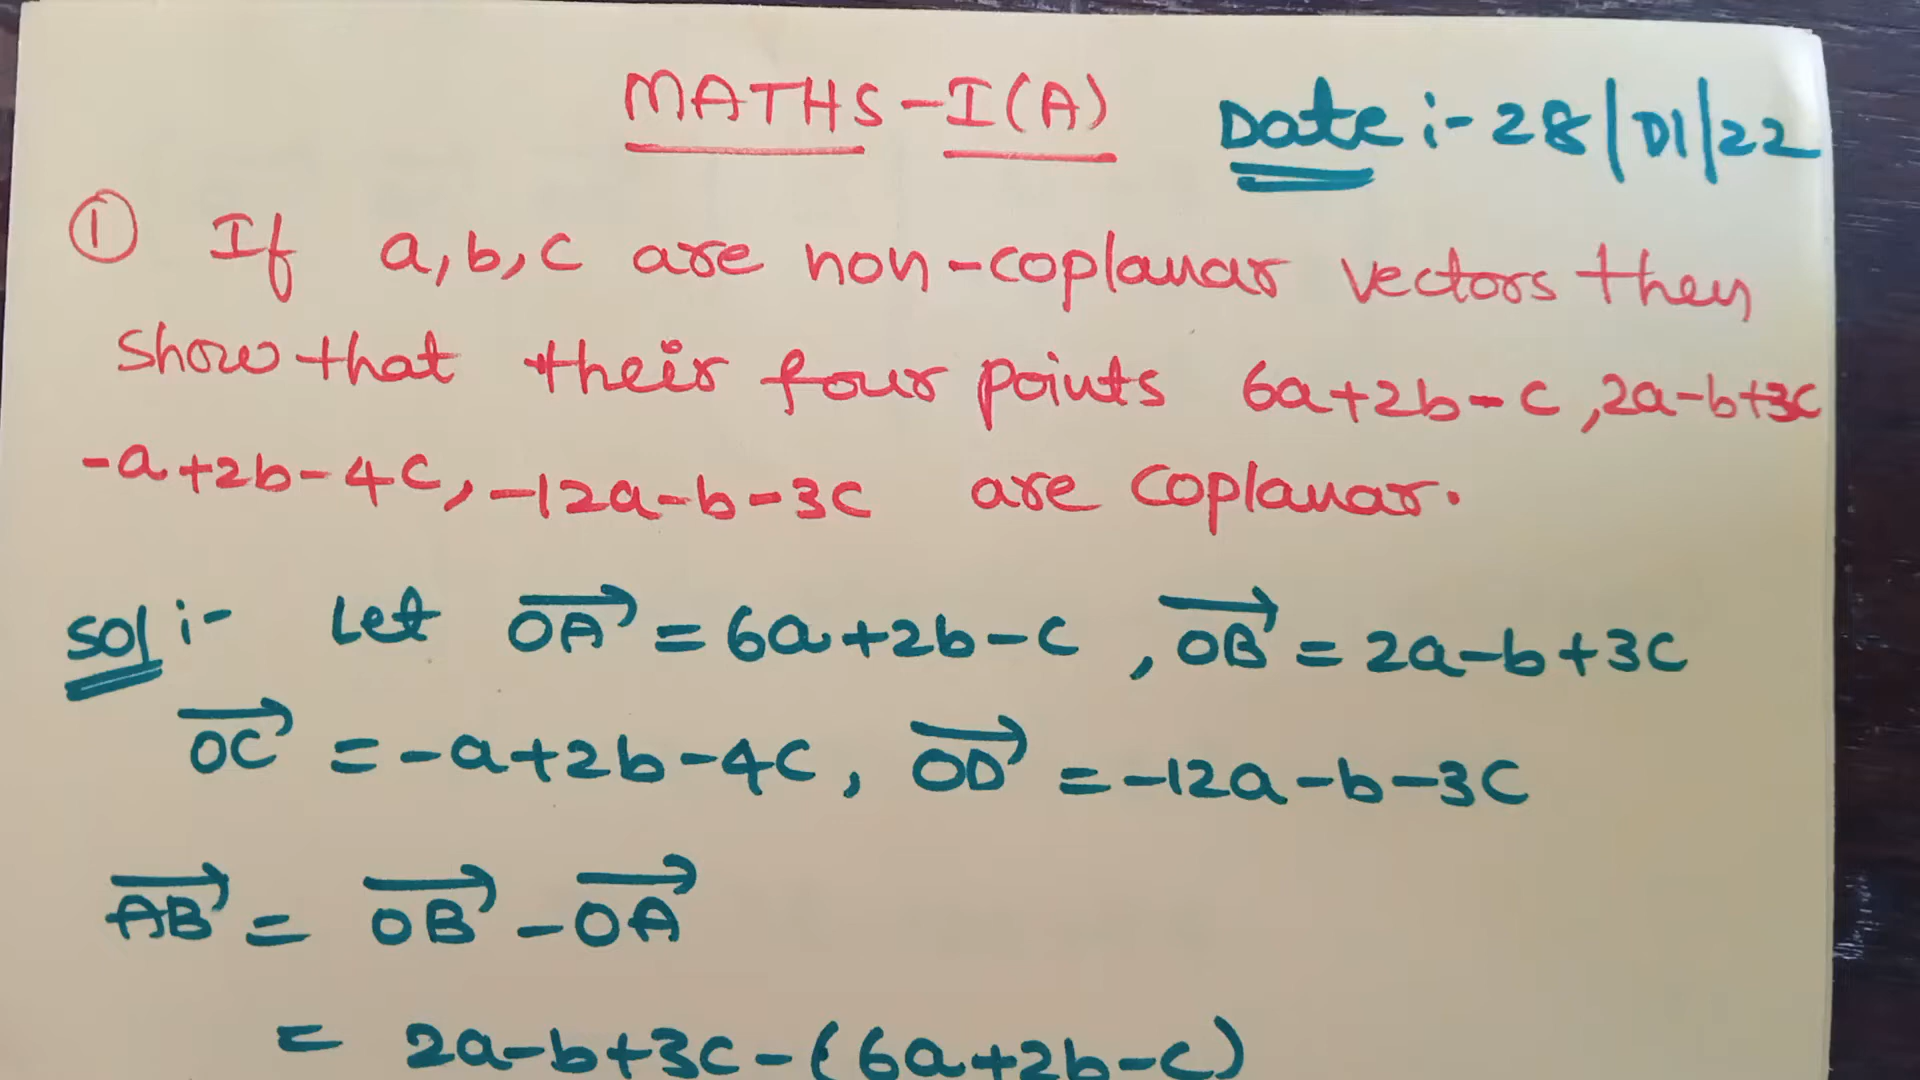 MATHS-I(A) Date :- 28/01/22
① If a,b,c are non-coplanar vectors then
show that their four points 6a+2b-c, 2a-b+3c
-a+2b-4c, -12a-b-3c are coplanar.
Sol :- Let OA⃗ = 6a+2b-c, OB⃗ = 2a-b+3c
OC⃗ = -a+2b-4c, OD⃗ = -12a-b-3c
AB⃗ = OB⃗ - OA⃗
= 2a-b+3c-(6a+2b-c)